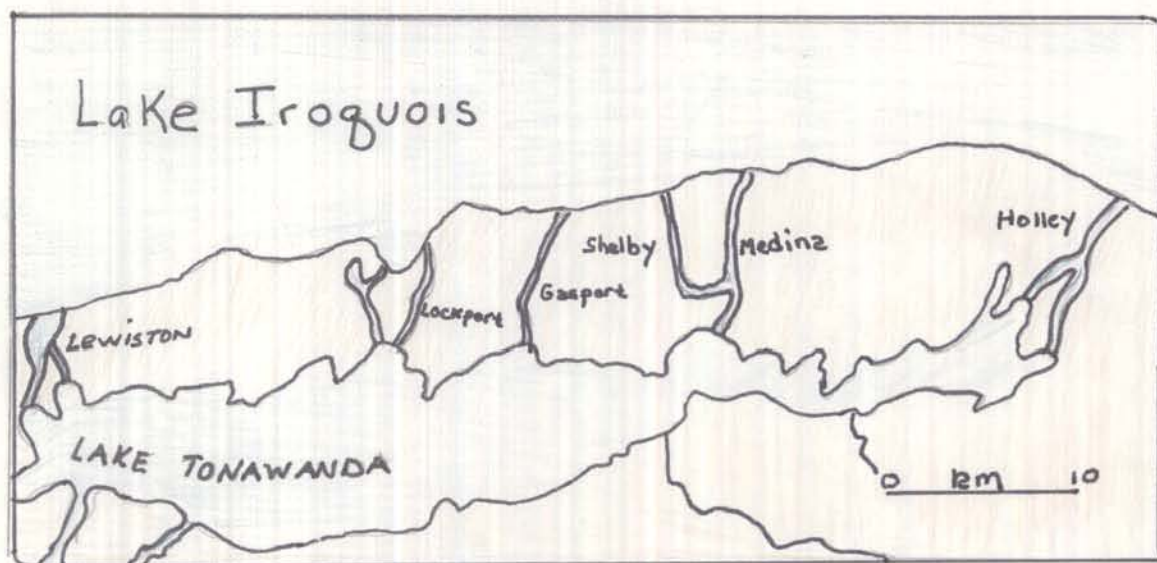 Lake Iroquois
Holley
Shelby
Medina
Gasport
Lockport
LEWISTON
LAKE TONAWANDA
0 km 10